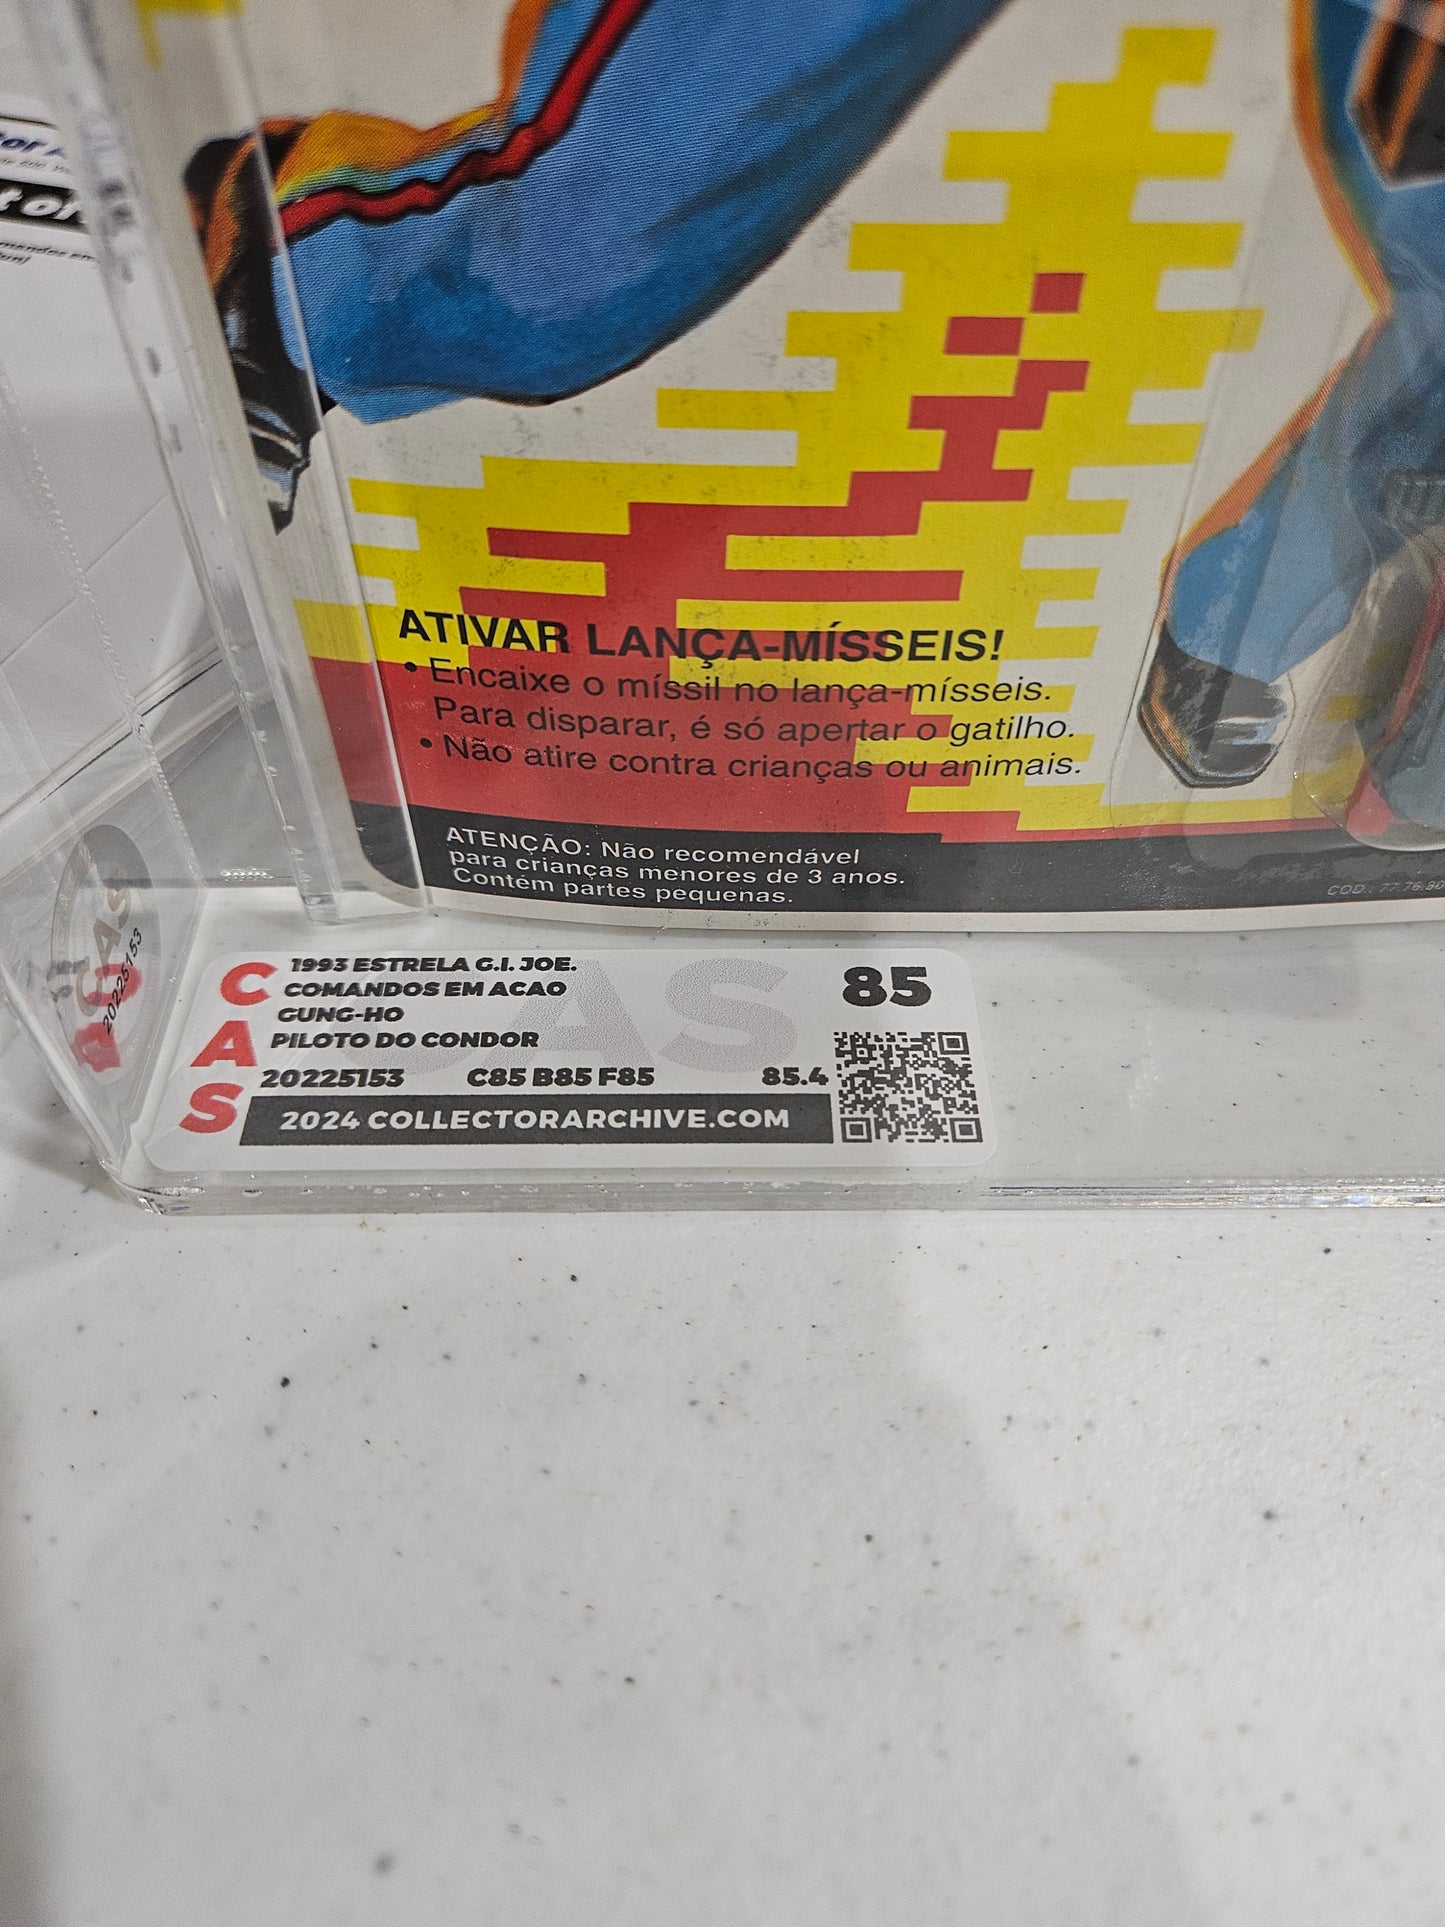 ATIVAR LANÇA-MÍSSEIS!
• Encaixe o míssil no lança-mísseis.
Para disparar, é só apertar o gatilho.
• Não atire contra crianças ou animais.
ATENÇÃO: Não recomendável
para crianças menores de 3 anos.
Contém partes pequenas.
CAS
20225153
CAS
1993 ESTRELA G.I. JOE.
COMANDOS EM ACAO
GUNG-HO
PILOTO DO CONDOR
85
20225153 C85 B85 F85 85.4
2024 COLLECTORARCHIVE.COM